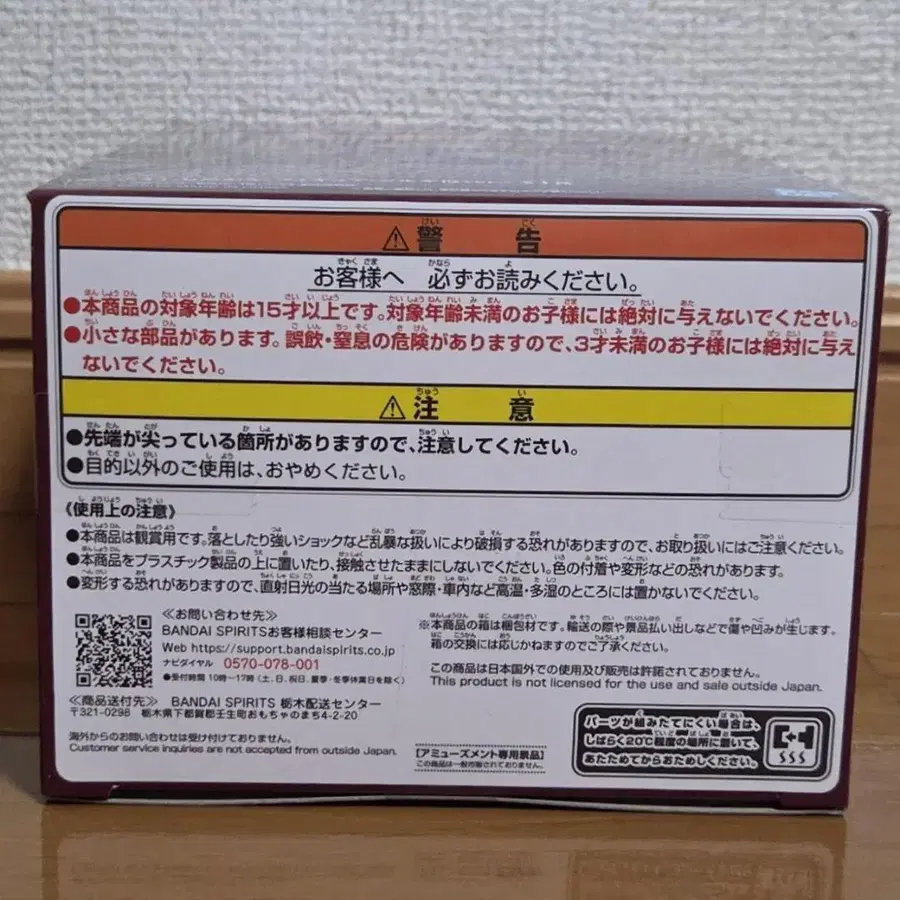 ⚠警告
お客様へ 必ずお読みください。
●本商品の対象年齢は15才以上です。対象年齢未満のお子様には絶対に与えないでください。
●小さな部品があります。誤飲・窒息の危険がありますので、3才未満のお子様には絶対に与え
ないでください。
⚠注意
●先端が尖っている箇所がありますので、注意してください。
●目的以外のご使用は、おやめください。
《使用上の注意》
●本商品は観賞用です。落としたり強いショックなど乱暴な扱いにより破損する恐れがありますので、お取り扱いにはご注意ください。
●本商品をプラスチック製品の上に置いたり、接触させたままにしないでください。色の付着や変形などの恐れがあります。
●変形する恐れがありますので、直射日光の当たる場所や窓際・車内など高温・多湿のところには置かないでください。
≪お問い合わせ先≫
BANDAI SPIRITSお客様相談センター
Web https://support.bandaispirits.co.jp
ナビダイヤル 0570-078-001
●受付時間 10時〜17時(土、日、祝日、夏季・冬季休業日を除く)
≪商品送付先≫ BANDAI SPIRITS 栃木配送センター
〒321-0298 栃木県下都賀郡壬生町おもちゃのまち4-2-20
海外からのお問い合わせは受け付けておりません。
Customer service inquiries are not accepted from outside Japan.
※本商品の箱は梱包材です。輸送の際や景品払い出しなどで傷や凹みが生じます。
箱の交換には応じかねますのでご了承ください。
この商品は日本国外での使用及び販売は許諾されておりません。
This product is not licensed for the use and sale outside Japan.
[アミューズメント専用景品]
この商品は一般市販されておりません。
パーツが組みたてにくい場合は、
しばらく20℃程度の場所に置いて、
あたためてからおためしください。